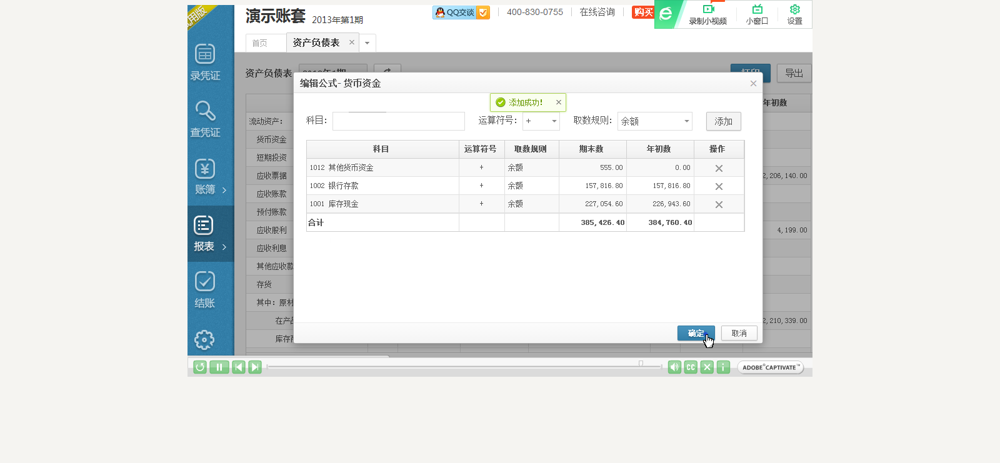 试用版
演示账套 2013年第1期
QQ交谈 400-830-0755 在线咨询 购买
录制小视频 小窗口 设置
首页 资产负债表
录凭证
查凭证
账簿
报表
结账
资产负债表 导出
年初数
流动资产：
货币资金
短期投资
应收票据 2,206,140.00
应收账款
预付账款
应收股利 4,199.00
应收利息
其他应收款
存货
其中：原材
在产品 2,210,339.00
编辑公式-货币资金
添加成功！
科目： 运算符号： + 取数规则： 余额 添加
科目 运算符号 取数规则 期末数 年初数 操作
1012 其他货币资金 + 余额 555.00 0.00
1002 银行存款 + 余额 157,816.80 157,816.80
1001 库存现金 + 余额 227,054.60 226,943.60
合计 385,426.40 384,760.40
确定 取消
CC ADOBE® CAPTIVATE™